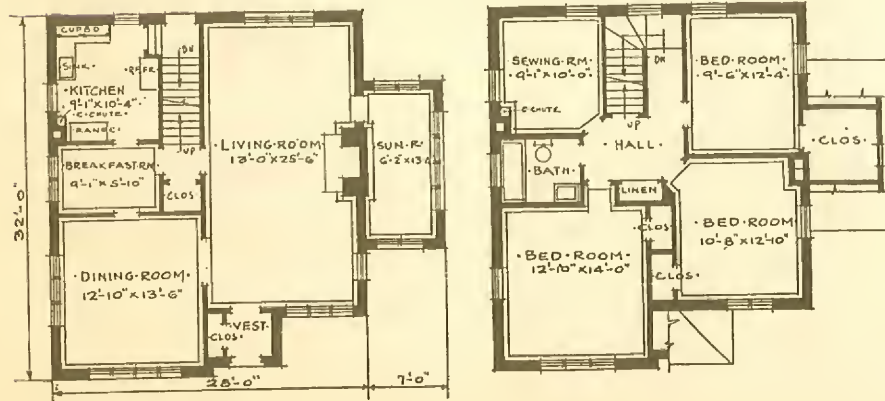 CUPBD
SINK
REFR.
DN
KITCHEN
9'-1"X10'-4"
C·CHUTE
RANGE
UP
BREAKFAST·RM
9'-1"X5'-10"
CLOS
LIVING·ROOM
13'-0"X25'-6"
SUN·R
DINING·ROOM
12'-10"X13'-6"
VEST
CLOS·
32'-0"
28'-0"
7'-0"
SEWING·RM
9'-1"X10'-0"
C·CHUTE
DN
UP
BED·ROOM
9'-6"X12'-4"
CLOS·
HALL
BATH
LINEN
BED·ROOM
10'-8"X12'-10"
CLOS
CLOS·
BED·ROOM
12'-10"X14'-0"